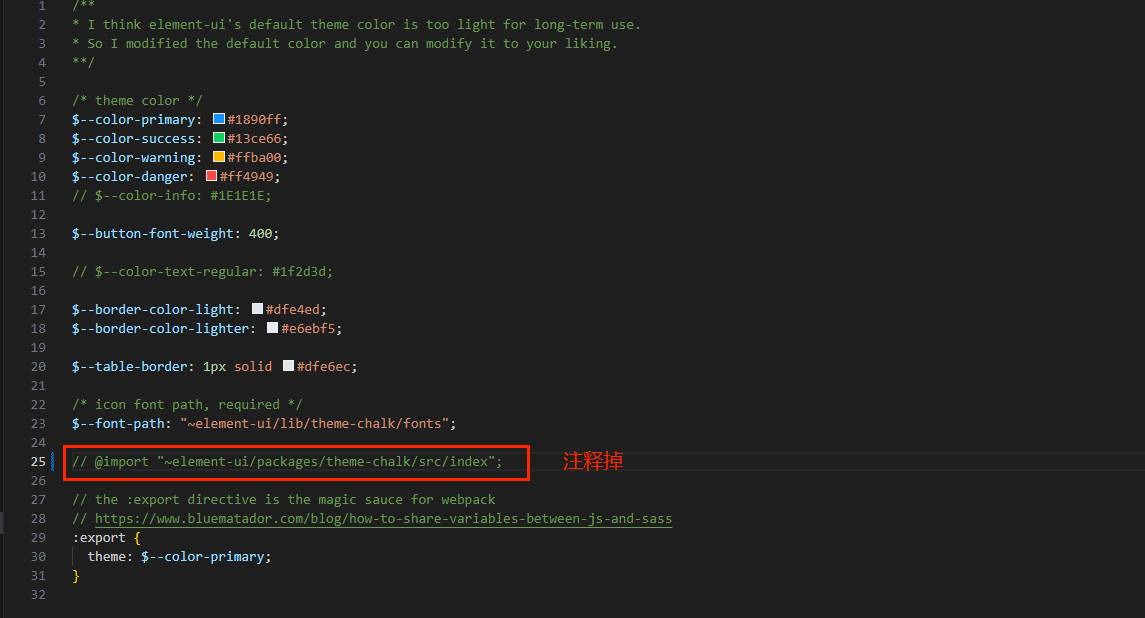 1 /**
2 * I think element-ui's default theme color is too light for long-term use.
3 * So I modified the default color and you can modify it to your liking.
4 **/
5
6 /* theme color */
7 $--color-primary: #1890ff;
8 $--color-success: #13ce66;
9 $--color-warning: #ffba00;
10 $--color-danger: #ff4949;
11 // $--color-info: #1E1E1E;
12
13 $--button-font-weight: 400;
14
15 // $--color-text-regular: #1f2d3d;
16
17 $--border-color-light: #dfe4ed;
18 $--border-color-lighter: #e6ebf5;
19
20 $--table-border: 1px solid #dfe6ec;
21
22 /* icon font path, required */
23 $--font-path: "~element-ui/lib/theme-chalk/fonts";
24
25 // @import "~element-ui/packages/theme-chalk/src/index"; 注释掉
26
27 // the :export directive is the magic sauce for webpack
28 // https://www.bluematador.com/blog/how-to-share-variables-between-js-and-sass
29 :export {
30 theme: $--color-primary;
31 }
32